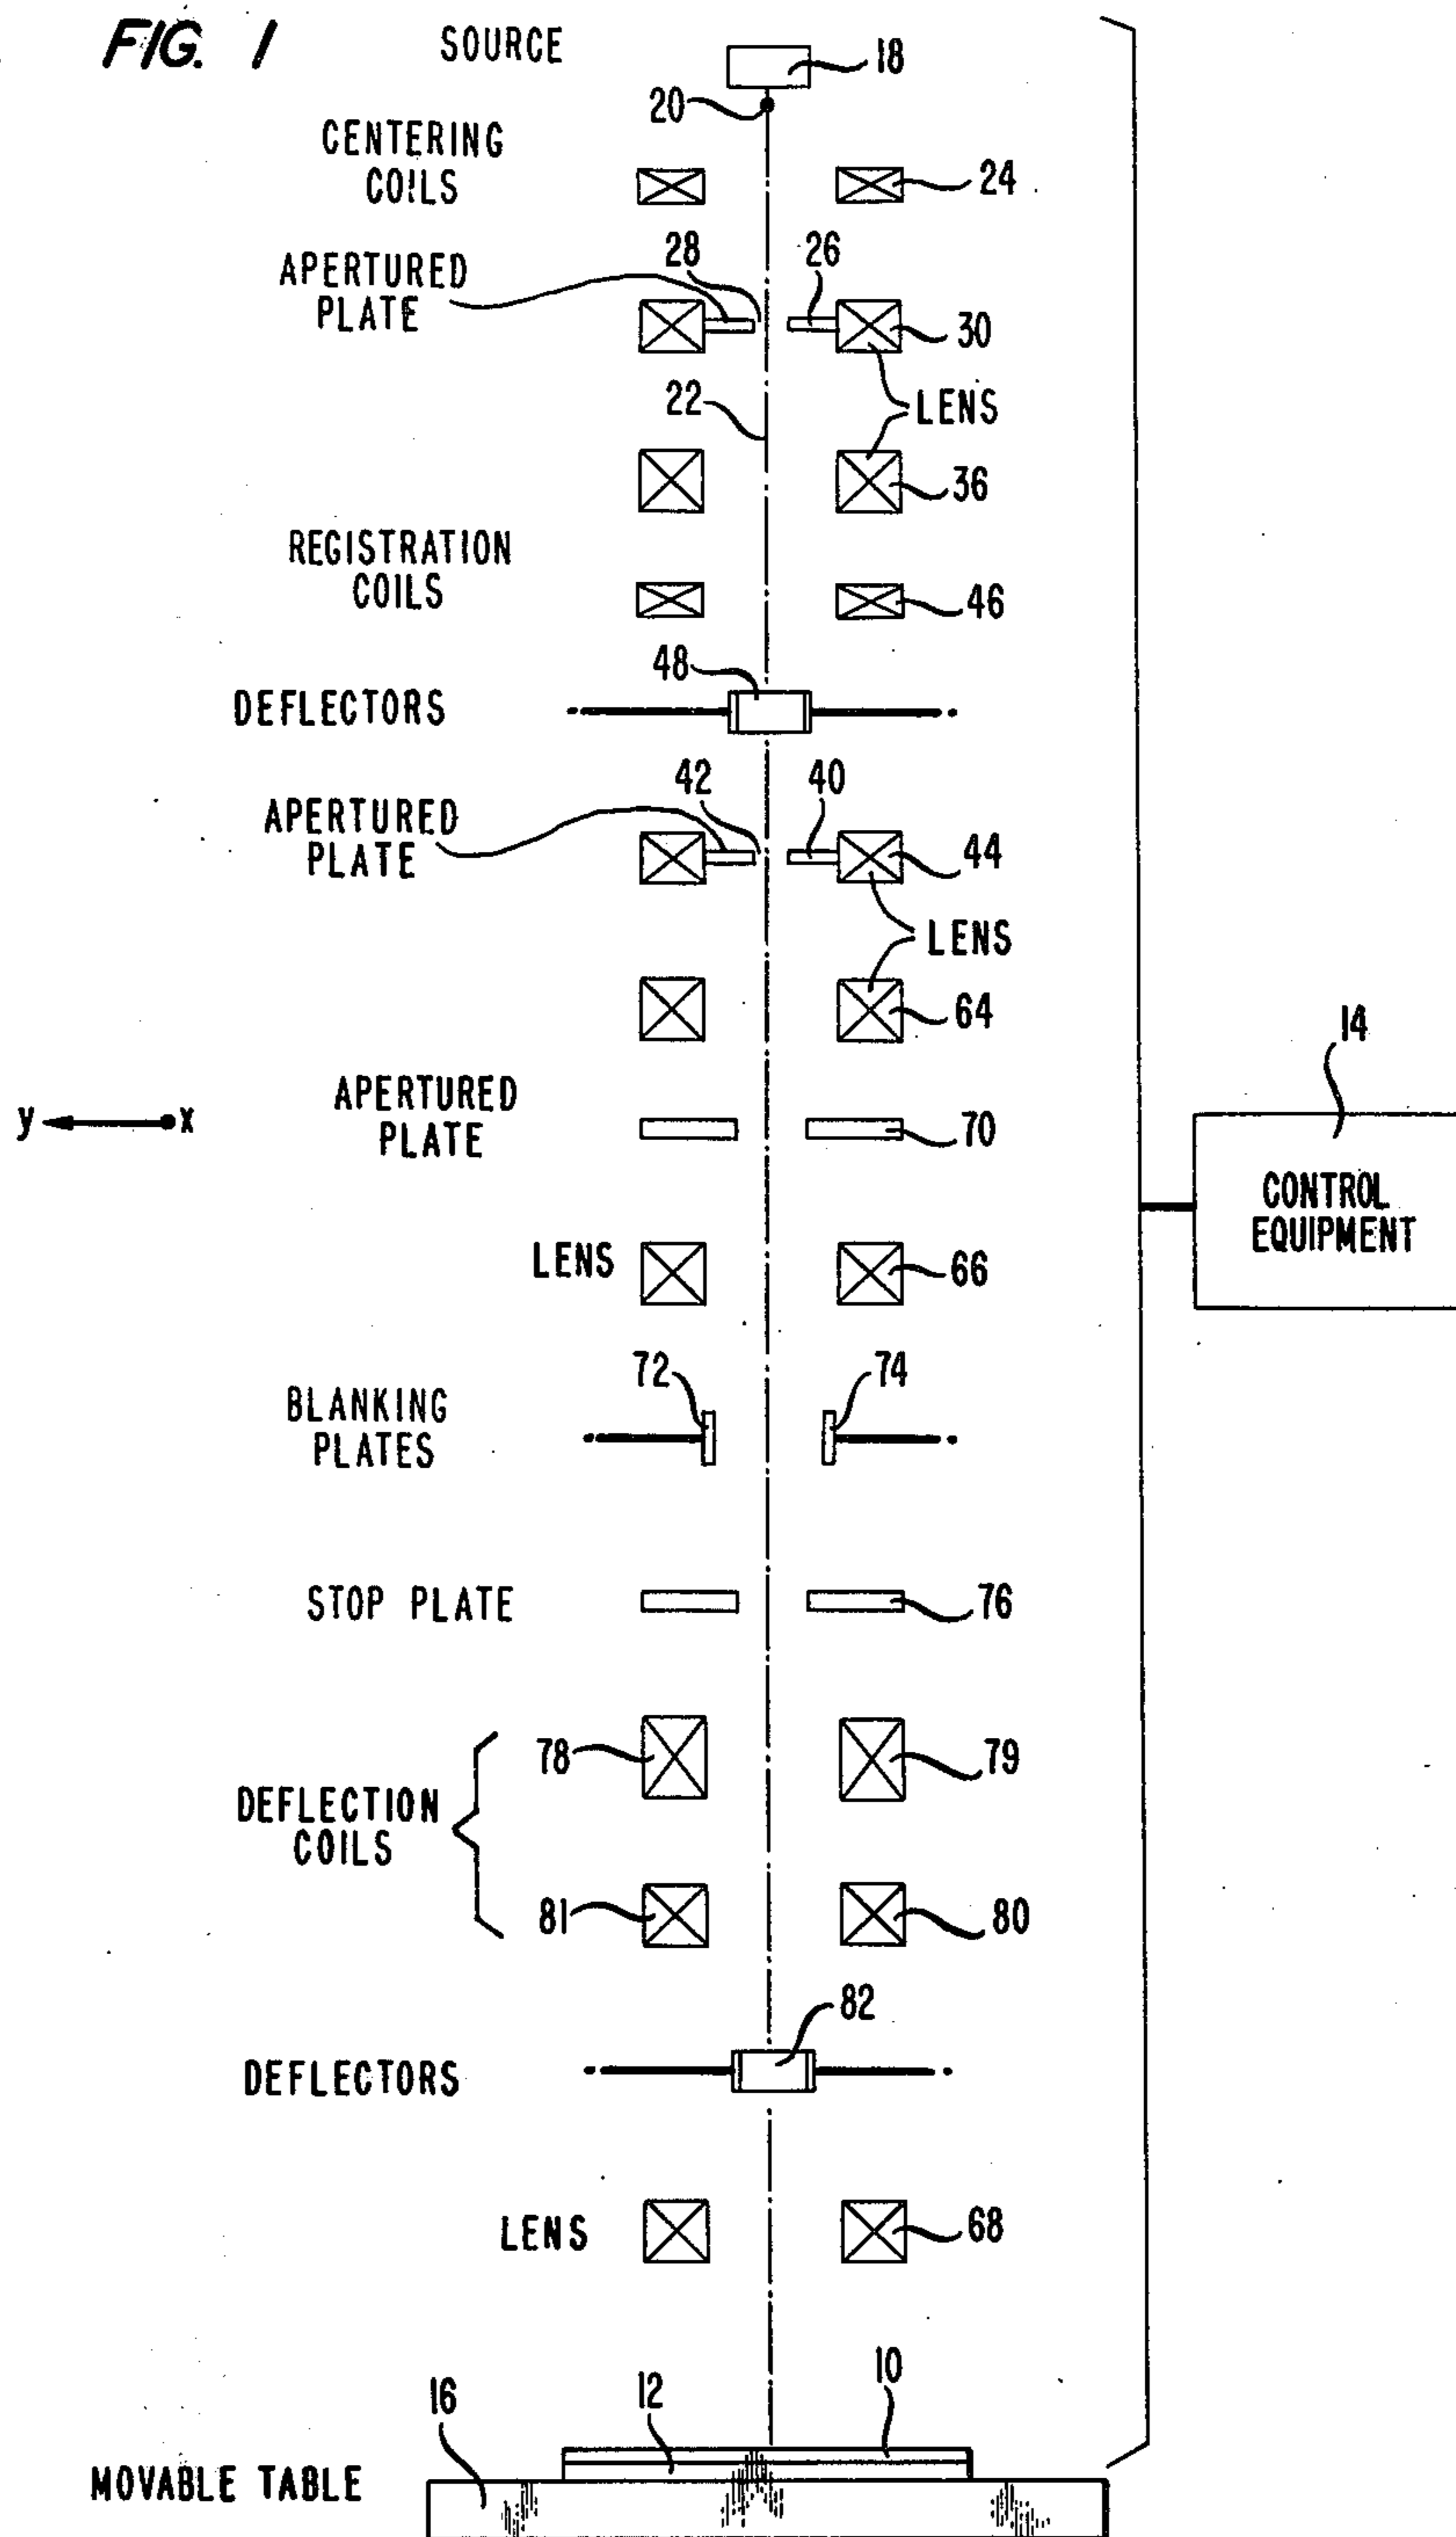 FIG. 1
SOURCE
18
20
CENTERING
COILS
24
APERTURED
PLATE
28
26
30
LENS
22
36
REGISTRATION
COILS
46
48
DEFLECTORS
42
40
APERTURED
PLATE
44
LENS
64
14
y
x
APERTURED
PLATE
70
CONTROL
EQUIPMENT
LENS
66
72
74
BLANKING
PLATES
STOP PLATE
76
78
79
DEFLECTION
COILS
81
80
82
DEFLECTORS
LENS
68
16
12
10
MOVABLE TABLE